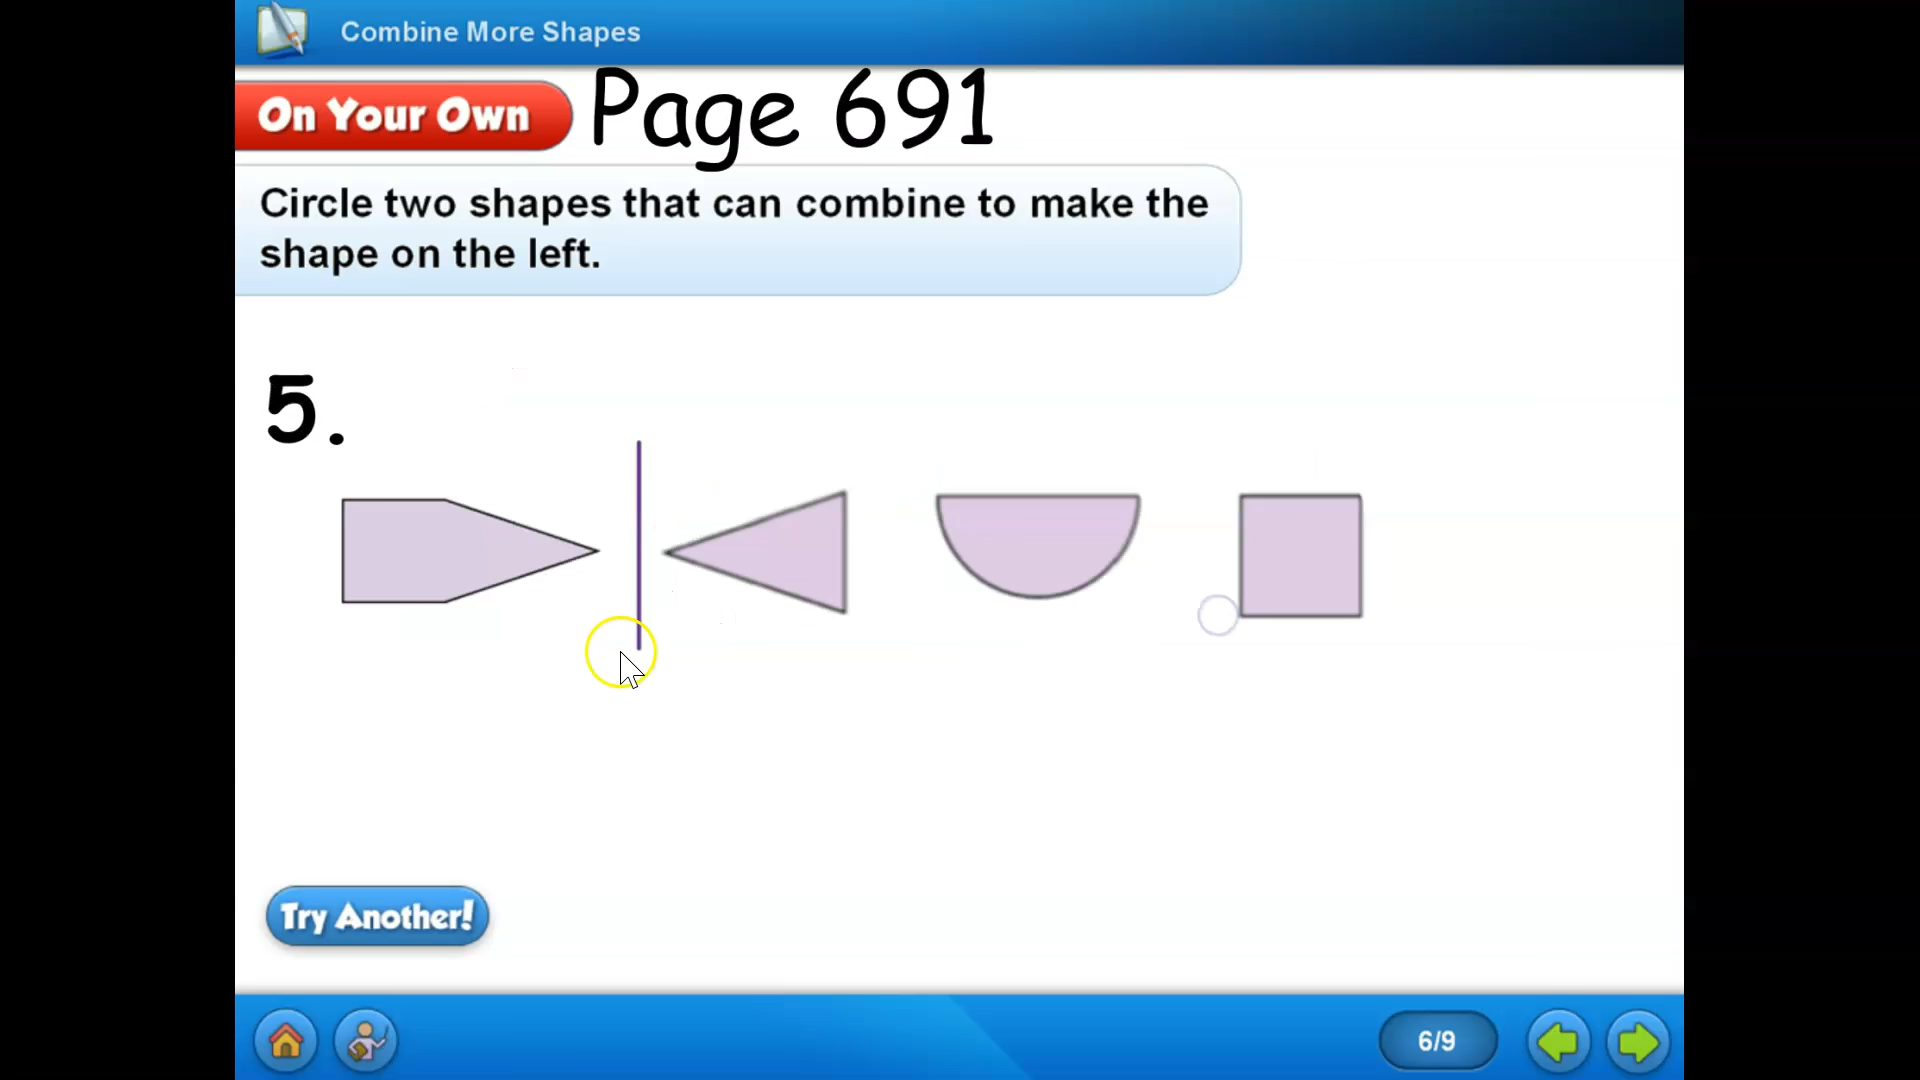 Combine More Shapes
On Your Own Page 691
Circle two shapes that can combine to make the
shape on the left.
5.
Try Another!
6/9